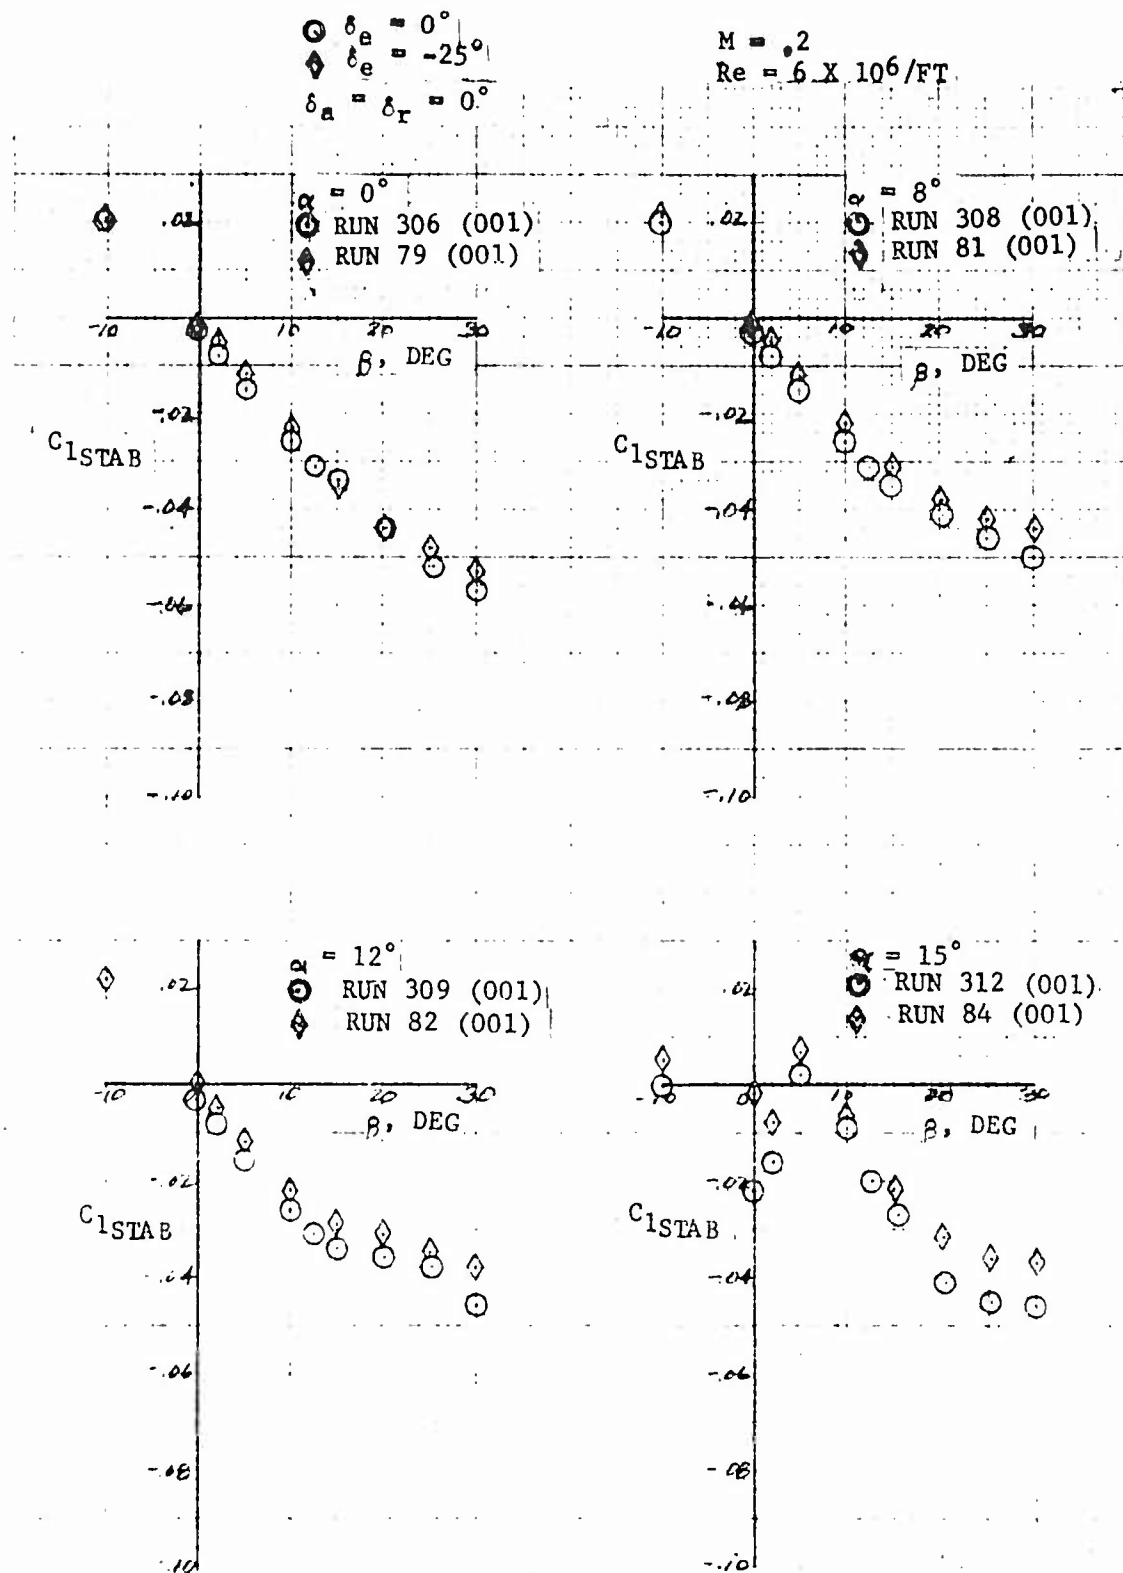 δe = 0°
δe = -25°
δa = δr = 0°
M = .2
Re = 6 X 10⁶/FT
α = 0°
RUN 306 (001)
RUN 79 (001)
.02
-10 10 20 30
β, DEG
-.02
C1STAB
-.04
-.06
-.08
-.10
α = 8°
RUN 308 (001)
RUN 81 (001)
.02
-10 10 20 30
β, DEG
-.02
C1STAB
-.04
-.06
-.08
-.10
α = 12°
RUN 309 (001)
RUN 82 (001)
.02
-10 10 20 30
β, DEG
-.02
C1STAB
-.04
-.06
-.08
-.10
α = 15°
RUN 312 (001)
RUN 84 (001)
.02
-10 0 10 20 30
β, DEG
-.02
C1STAB
-.04
-.06
-.08
-.10